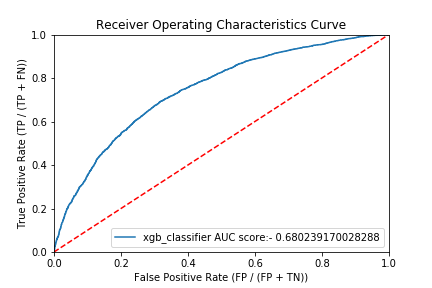 Receiver Operating Characteristics Curve
True Positive Rate (TP / (TP + FN))
1.0
0.8
0.6
0.4
0.2
0.0
xgb_classifier AUC score:- 0.680239170028288
0.0 0.2 0.4 0.6 0.8 1.0
False Positive Rate (FP / (FP + TN))